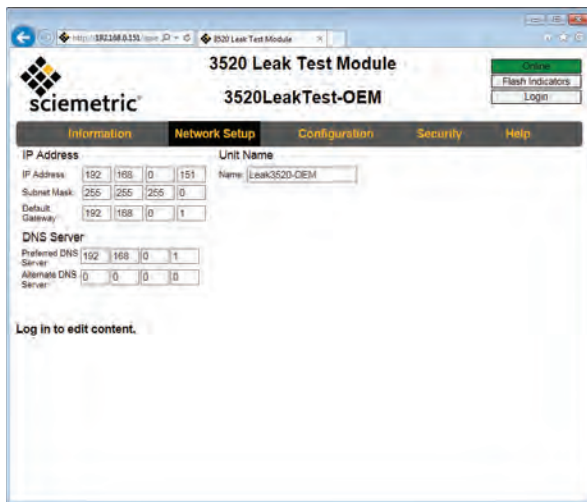 http://192.168.0.151/
3520 Leak Test Module
sciemetric
3520 Leak Test Module
3520LeakTest-OEM
Online
Flash Indicators
Login
Information Network Setup Configuration Security Help
IP Address
IP Address: 192 168 0 151
Subnet Mask: 255 255 255 0
Default Gateway: 192 168 0 1
DNS Server
Preferred DNS Server: 192 168 0 1
Alternate DNS Server: 0 0 0 0
Unit Name
Name: Leak3520-OEM
Log in to edit content.